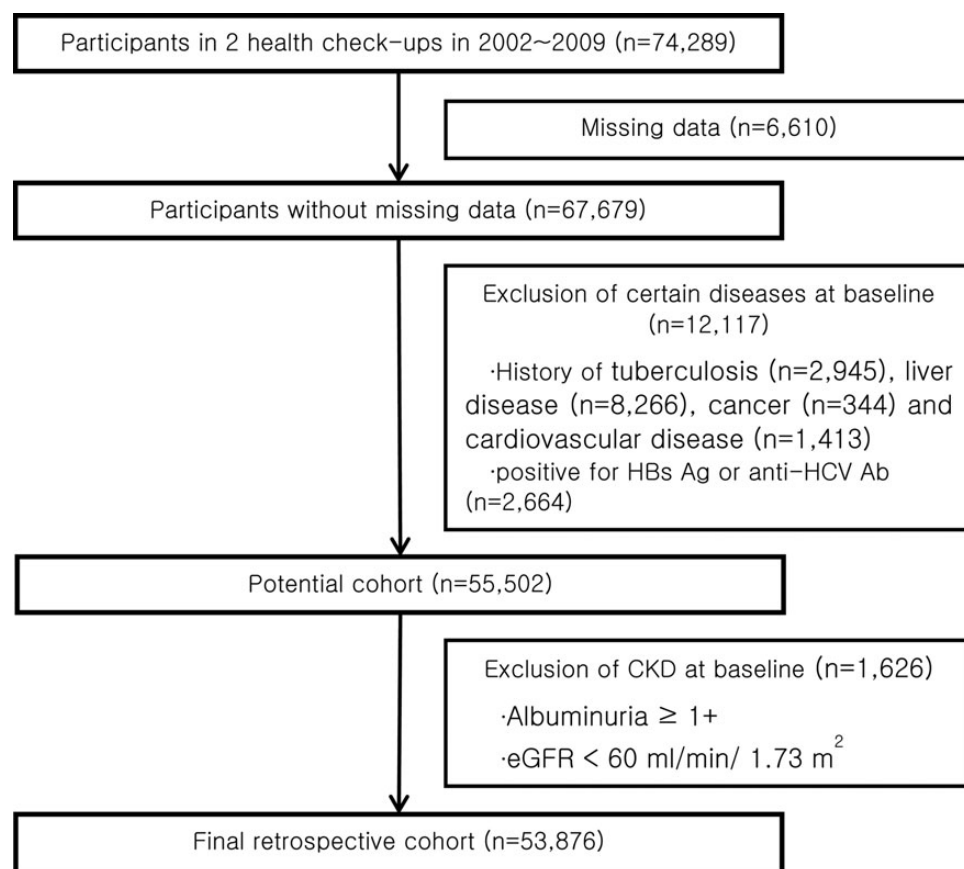 Participants in 2 health check-ups in 2002~2009 (n=74,289)
Missing data (n=6,610)
Participants without missing data (n=67,679)
Exclusion of certain diseases at baseline
(n=12,117)
·History of tuberculosis (n=2,945), liver
disease (n=8,266), cancer (n=344) and
cardiovascular disease (n=1,413)
·positive for HBs Ag or anti-HCV Ab
(n=2,664)
Potential cohort (n=55,502)
Exclusion of CKD at baseline (n=1,626)
·Albuminuria ≥ 1+
·eGFR < 60 ml/min/ 1.73 m²
Final retrospective cohort (n=53,876)